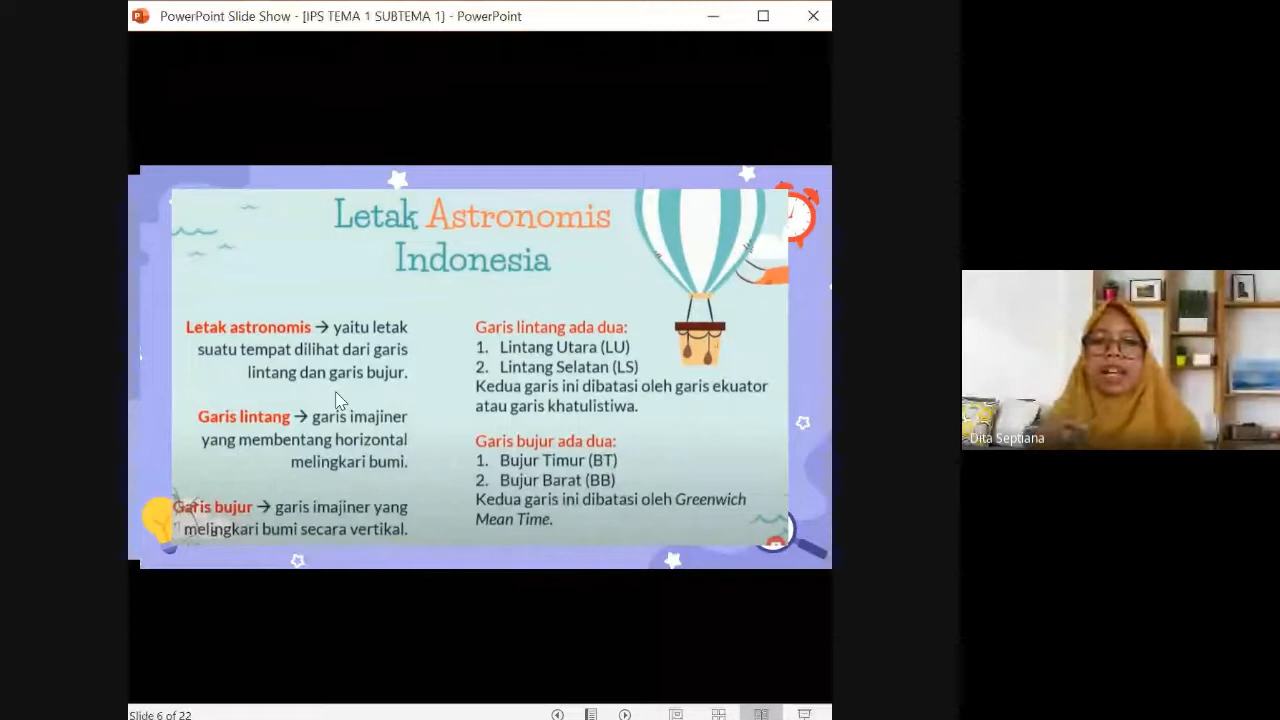 PowerPoint Slide Show - [IPS TEMA 1 SUBTEMA 1] - PowerPoint
Letak Astronomis
Indonesia
Letak astronomis → yaitu letak
suatu tempat dilihat dari garis
lintang dan garis bujur.
Garis lintang → garis imajiner
yang membentang horizontal
melingkari bumi.
Garis bujur → garis imajiner yang
melingkari bumi secara vertikal.
Garis lintang ada dua:
1. Lintang Utara (LU)
2. Lintang Selatan (LS)
Kedua garis ini dibatasi oleh garis ekuator
atau garis khatulistiwa.
Garis bujur ada dua:
1. Bujur Timur (BT)
2. Bujur Barat (BB)
Kedua garis ini dibatasi oleh Greenwich
Mean Time.
Dita Septiana
Slide 6 of 22